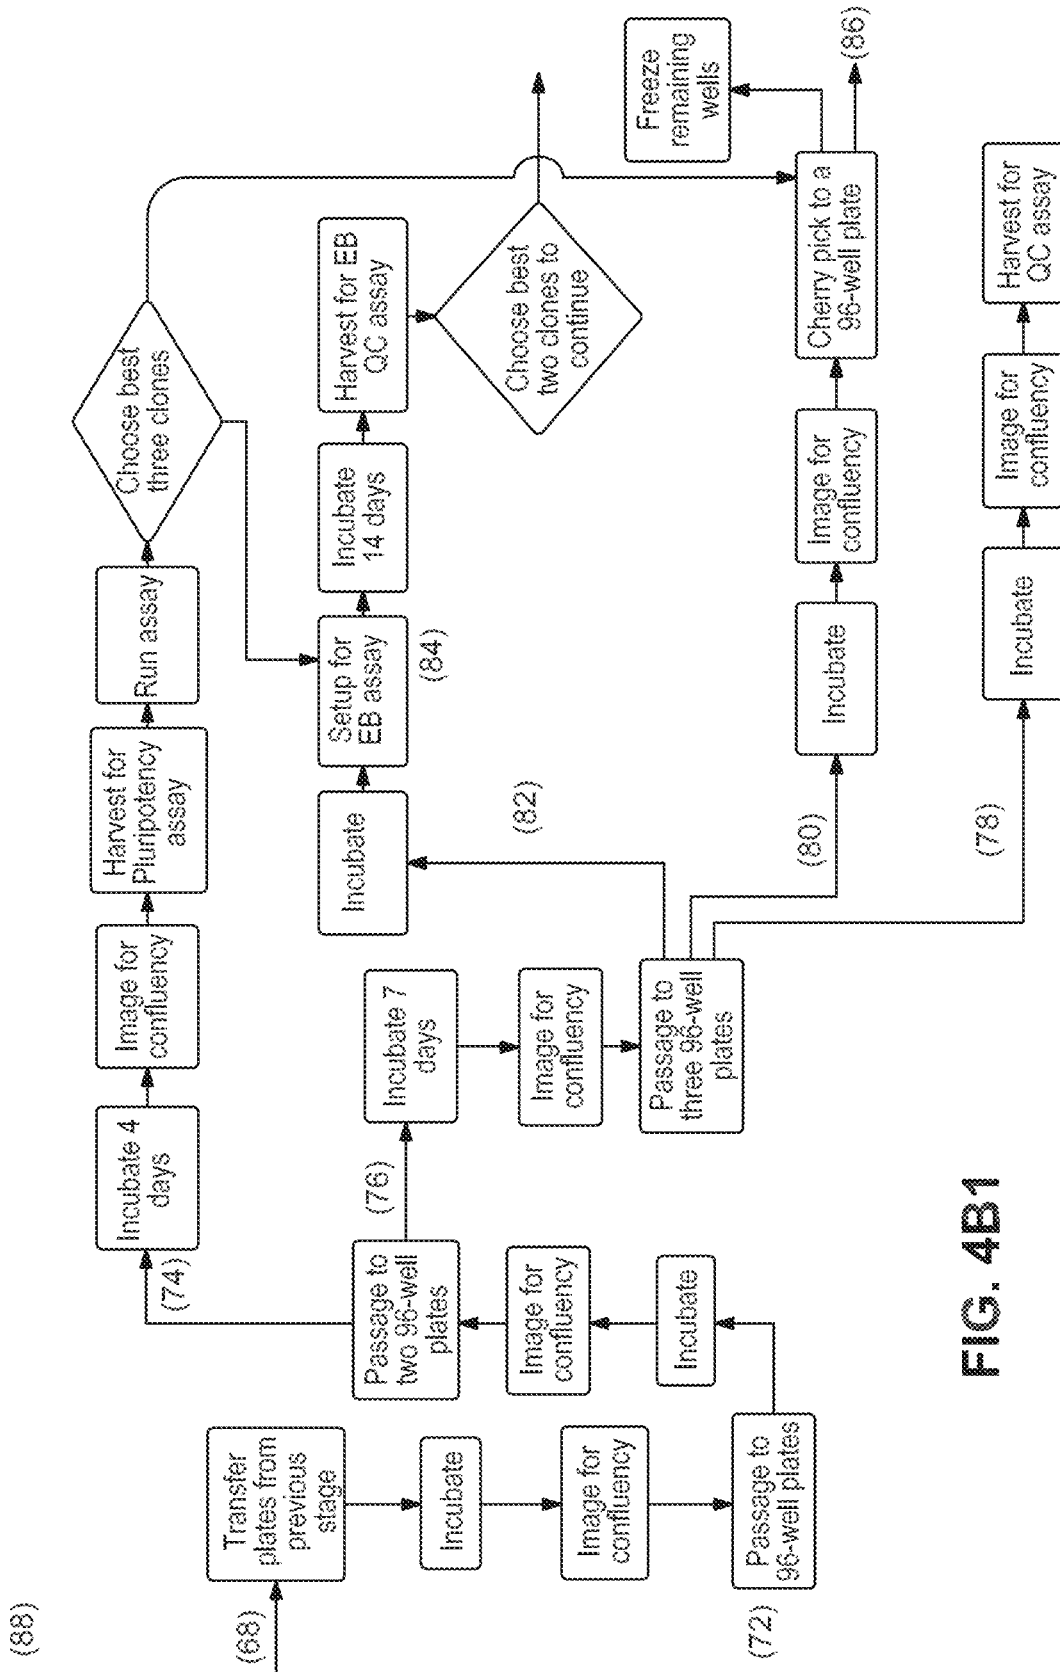 (88)
(68)
Transfer
plates from
previous
stage
Incubate
Image for
confluency
Passage to
96-well plates
(72)
Incubate
Image for
confluency
Passage to
two 96-well
plates
(74)
Incubate 4
days
Image for
confluency
Harvest for
Pluripotency
assay
Run assay
Choose best
three clones
(76)
Incubate 7
days
Image for
confluency
Passage to
three 96-well
plates
(82)
Incubate
Setup for
EB assay
(84)
Incubate
14 days
Harvest for EB
QC assay
Choose best
two clones to
continue
(80)
Incubate
Image for
confluency
Cherry pick to a
96-well plate
Freeze
remaining
wells
(86)
(78)
Incubate
Image for
confluency
Harvest for
QC assay
FIG. 4B1